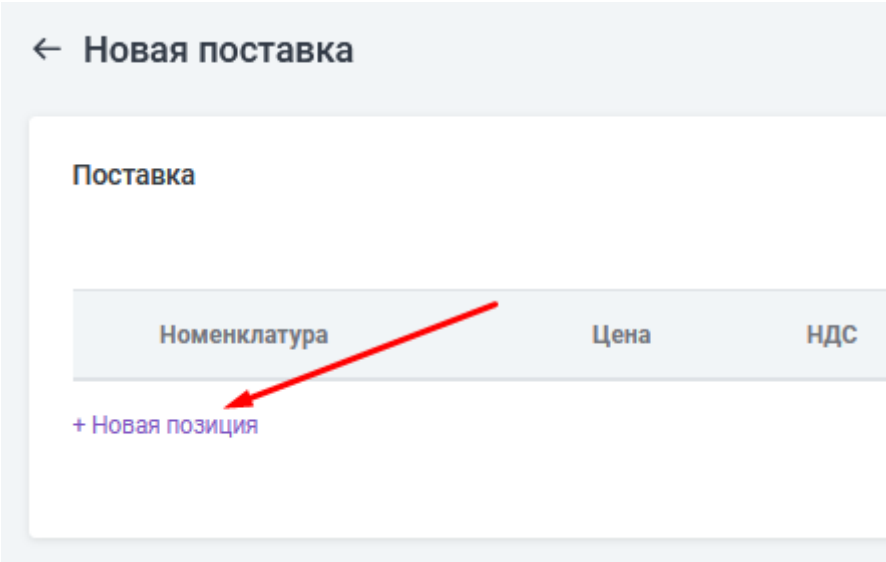 ← Новая поставка
Поставка
Номенклатура Цена НДС
+ Новая позиция